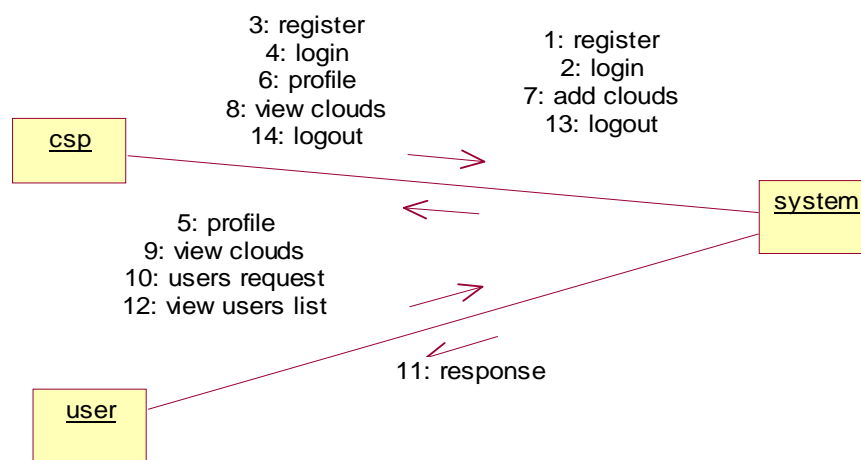 3: register
4: login
6: profile
8: view clouds
14: logout
1: register
2: login
7: add clouds
13: logout
csp
system
5: profile
9: view clouds
10: users request
12: view users list
11: response
user